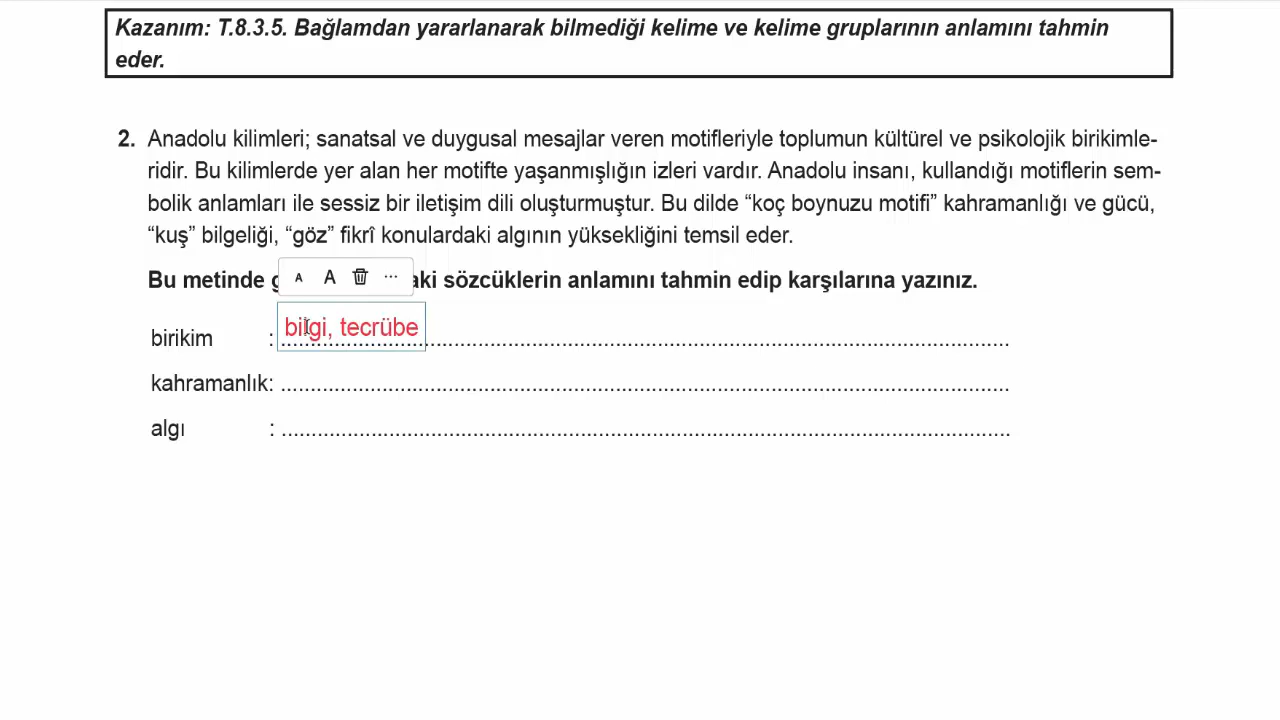 Kazanım: T.8.3.5. Bağlamdan yararlanarak bilmediği kelime ve kelime gruplarının anlamını tahmin
eder.
2. Anadolu kilimleri; sanatsal ve duygusal mesajlar veren motifleriyle toplumun kültürel ve psikolojik birikimle-
ridir. Bu kilimlerde yer alan her motifte yaşanmışlığın izleri vardır. Anadolu insanı, kullandığı motiflerin sem-
bolik anlamları ile sessiz bir iletişim dili oluşturmuştur. Bu dilde “koç boynuzu motifi” kahramanlığı ve gücü,
“kuş” bilgeliği, “göz” fikrî konulardaki algının yüksekliğini temsil eder.
Bu metinde sözcüklerin anlamını tahmin edip karşılarına yazınız.
A A ...
birikim : bilgi, tecrübe
kahramanlık: ............................................................
algı : ............................................................